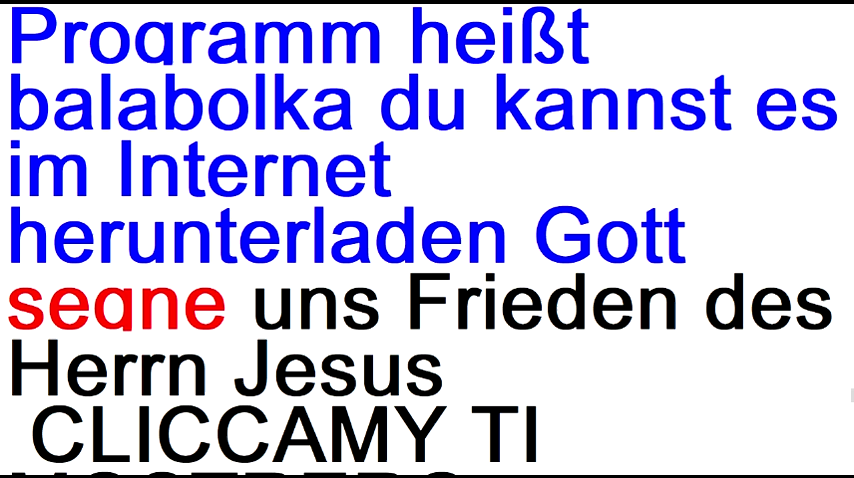 Programm heißt
balabolka du kannst es
im Internet
herunterladen Gott
segne uns Frieden des
Herrn Jesus
CLICCAMY TI